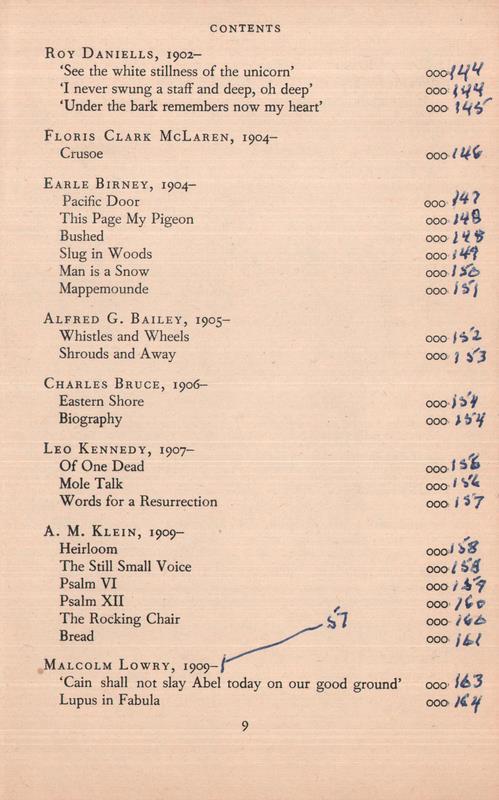 CONTENTS
ROY DANIELLS, 1902–
'See the white stillness of the unicorn' 000 144
'I never swung a staff and deep, oh deep' 000 144
'Under the bark remembers now my heart' 000 145
FLORIS CLARK MCLAREN, 1904–
Crusoe 000 146
EARLE BIRNEY, 1904–
Pacific Door 000 147
This Page My Pigeon 000 148
Bushed 000 148
Slug in Woods 000 149
Man is a Snow 000 150
Mappemounde 000 151
ALFRED G. BAILEY, 1905–
Whistles and Wheels 000 152
Shrouds and Away 000 153
CHARLES BRUCE, 1906–
Eastern Shore 000 154
Biography 000 154
LEO KENNEDY, 1907–
Of One Dead 000 156
Mole Talk 000 156
Words for a Resurrection 000 157
A. M. KLEIN, 1909–
Heirloom 000 158
The Still Small Voice 000 158
Psalm VI 000 159
Psalm XII 000 160
The Rocking Chair 000 160
Bread 000 161
57
MALCOLM LOWRY, 1909–
'Cain shall not slay Abel today on our good ground' 000 163
Lupus in Fabula 000 164
9